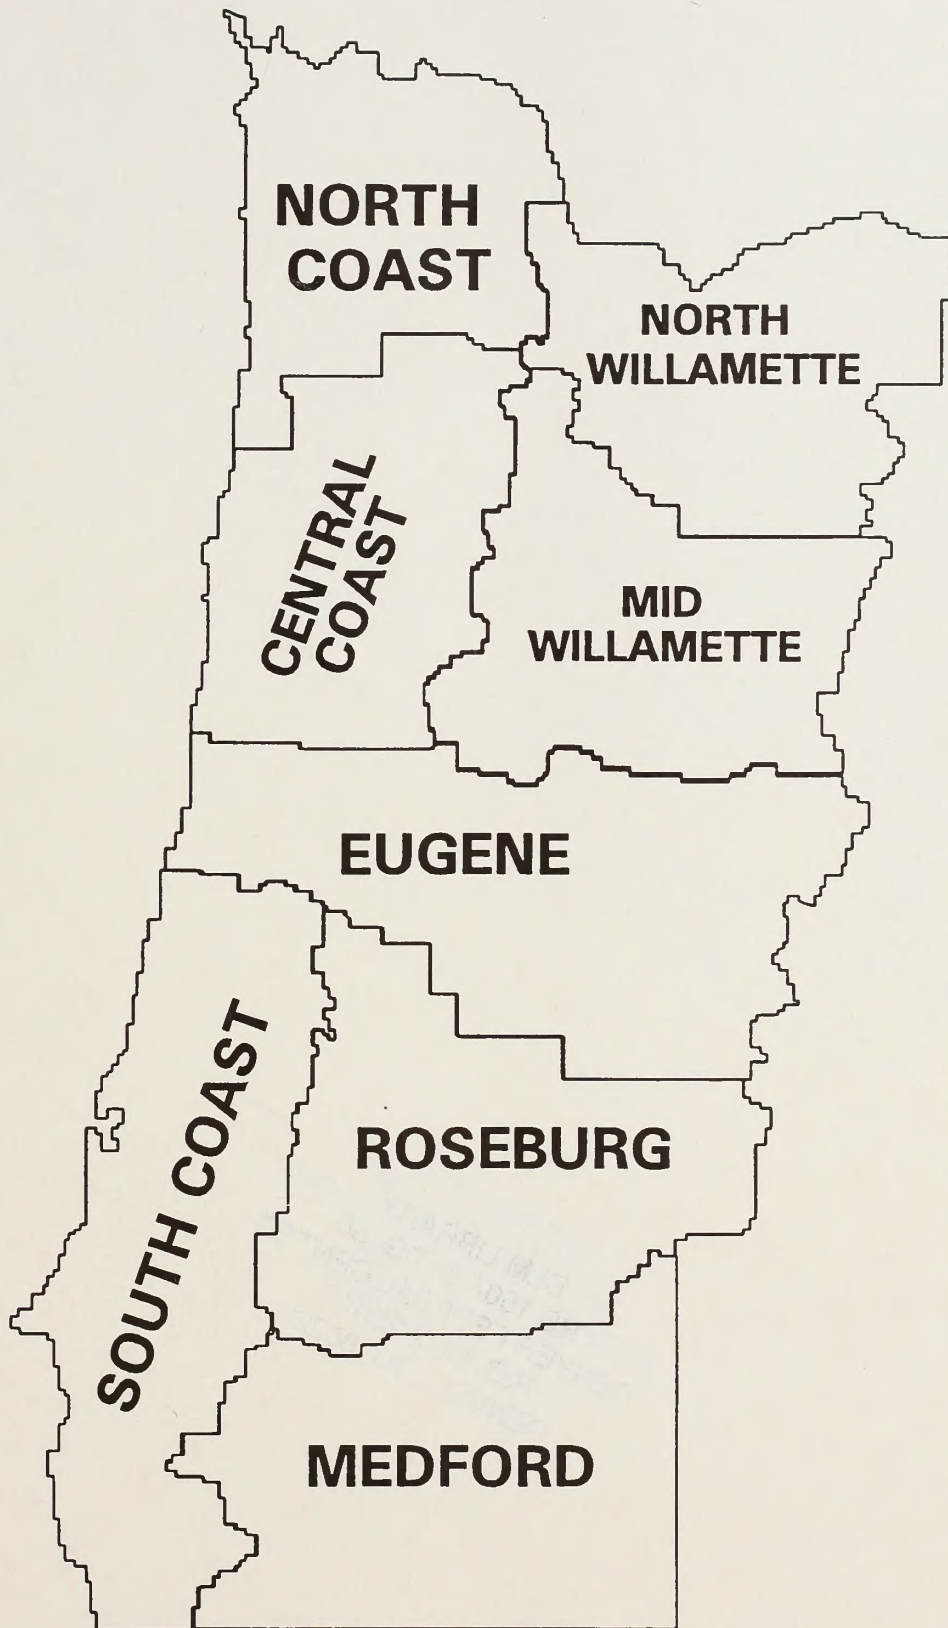 NORTH
COAST
NORTH
WILLAMETTE
CENTRAL
COAST
MID
WILLAMETTE
EUGENE
SOUTH COAST
ROSEBURG
MEDFORD